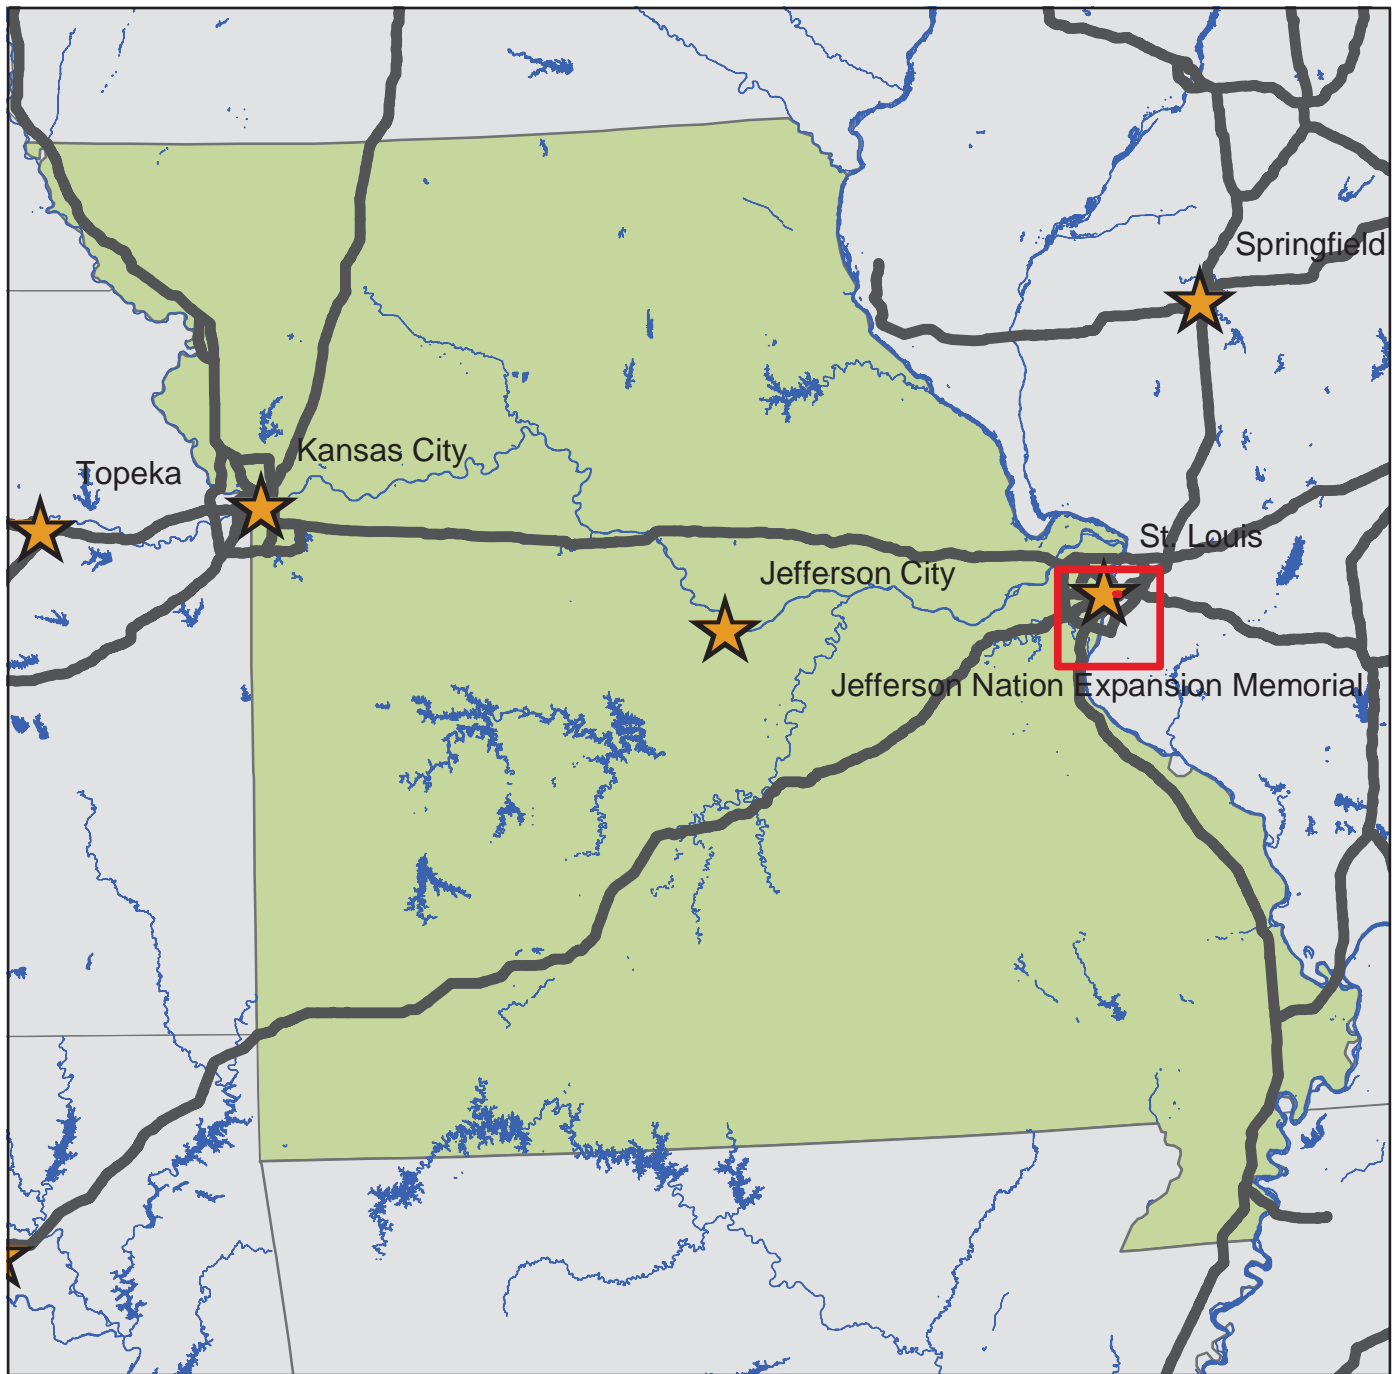 Springfield
Kansas City
Topeka
St. Louis
Jefferson City
Jefferson Nation Expansion Memorial